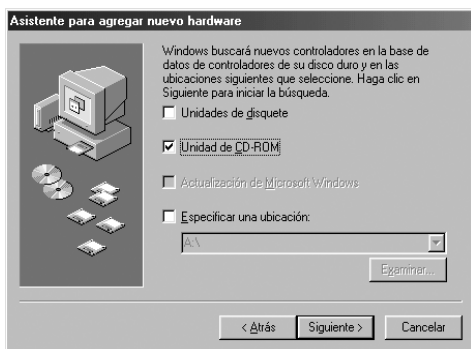 Asistente para agregar nuevo hardware
Windows buscará nuevos controladores en la base de
datos de controladores de su disco duro y en las
ubicaciones siguientes que seleccione. Haga clic en
Siguiente para iniciar la búsqueda.
Unidades de disquete
Unidad de CD-ROM
Actualización de Microsoft Windows
Especificar una ubicación:
A:\
Examinar...
< Atrás Siguiente > Cancelar